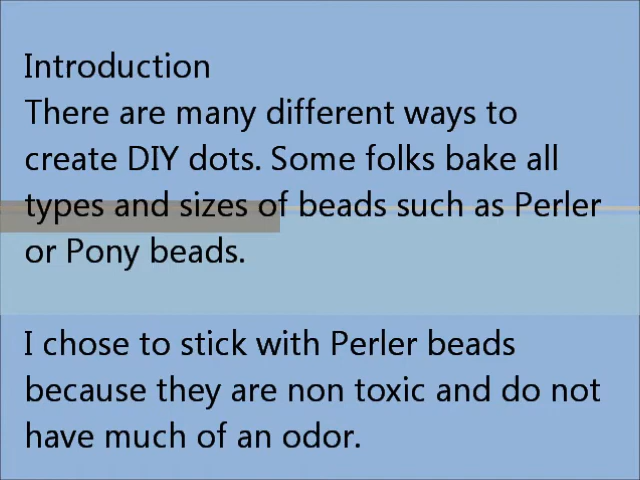 Introduction
There are many different ways to
create DIY dots. Some folks bake all
types and sizes of beads such as Perler
or Pony beads.
I chose to stick with Perler beads
because they are non toxic and do not
have much of an odor.